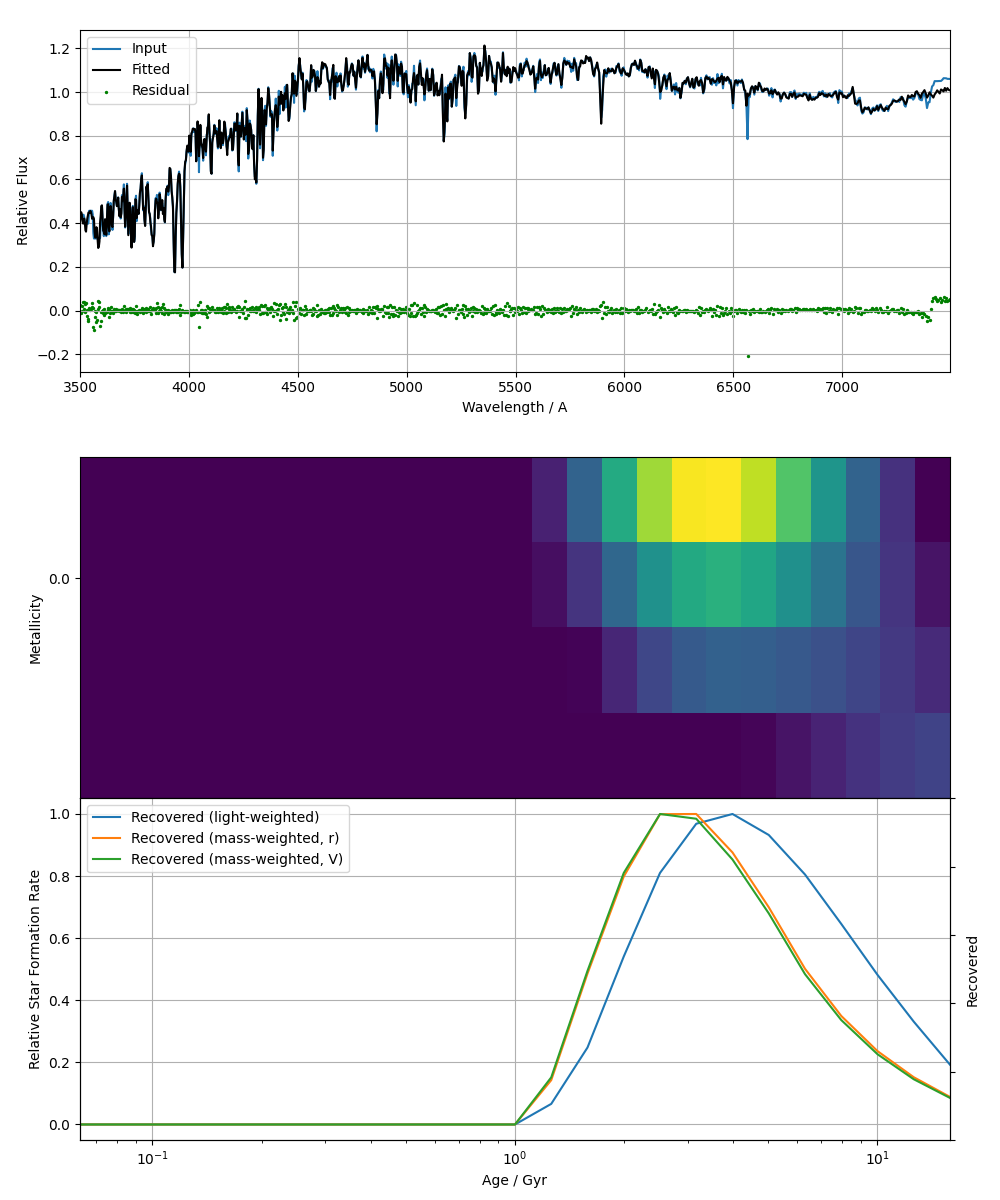 1.2
1.0
0.8
0.6
0.4
0.2
0.0
−0.2
Relative Flux
Input
Fitted
Residual
3500 4000 4500 5000 5500 6000 6500 7000
Wavelength / A
0.0
Metallicity
1.0
0.8
0.6
0.4
0.2
0.0
Relative Star Formation Rate
Recovered (light-weighted)
Recovered (mass-weighted, r)
Recovered (mass-weighted, V)
Recovered
10⁻¹ 10⁰ 10¹
Age / Gyr